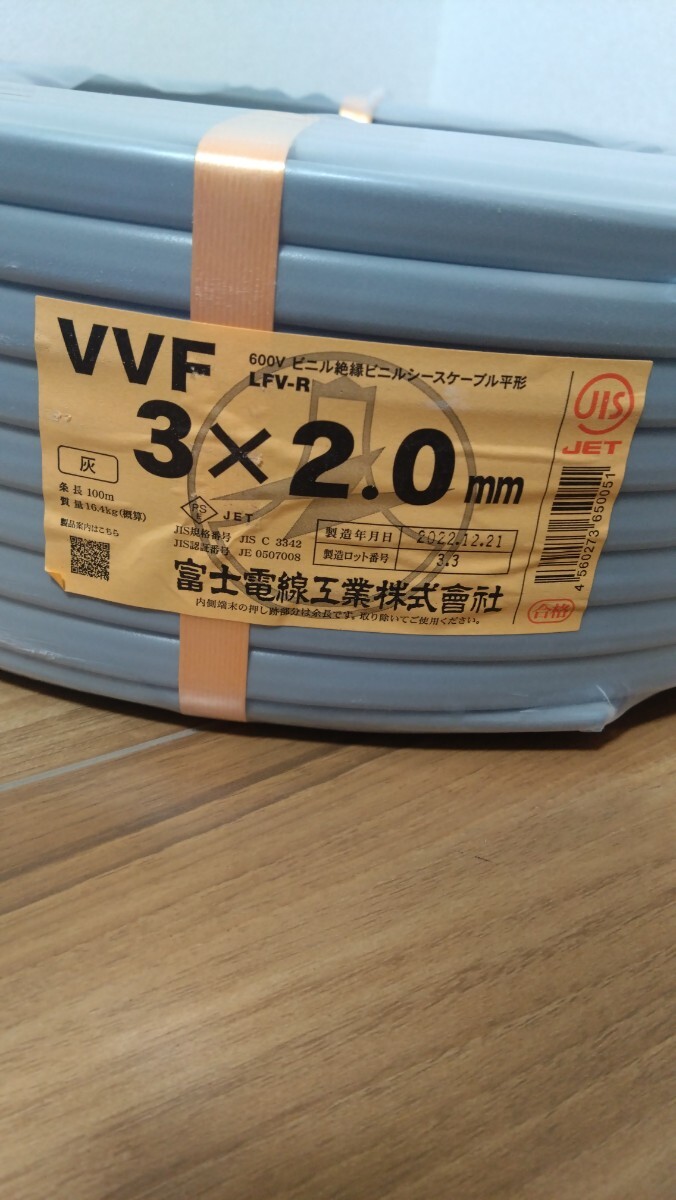 VVF
600V ビニル絶縁ビニルシースケーブル平形
LFV-R
3×2.0mm
灰
条長 100m
質量 16.4kg(概算)
製品案内はこちら
PS
E
JET
JIS規格番号 JIS C 3342
JIS認証番号 JE 0507008
製造年月日 2022.12.21
製造ロット番号 3.3
富士電線工業株式會社
内側端末の押し跡部分は余長です。取り除いてご使用ください。
JIS
JET
4 560273 650051
合格